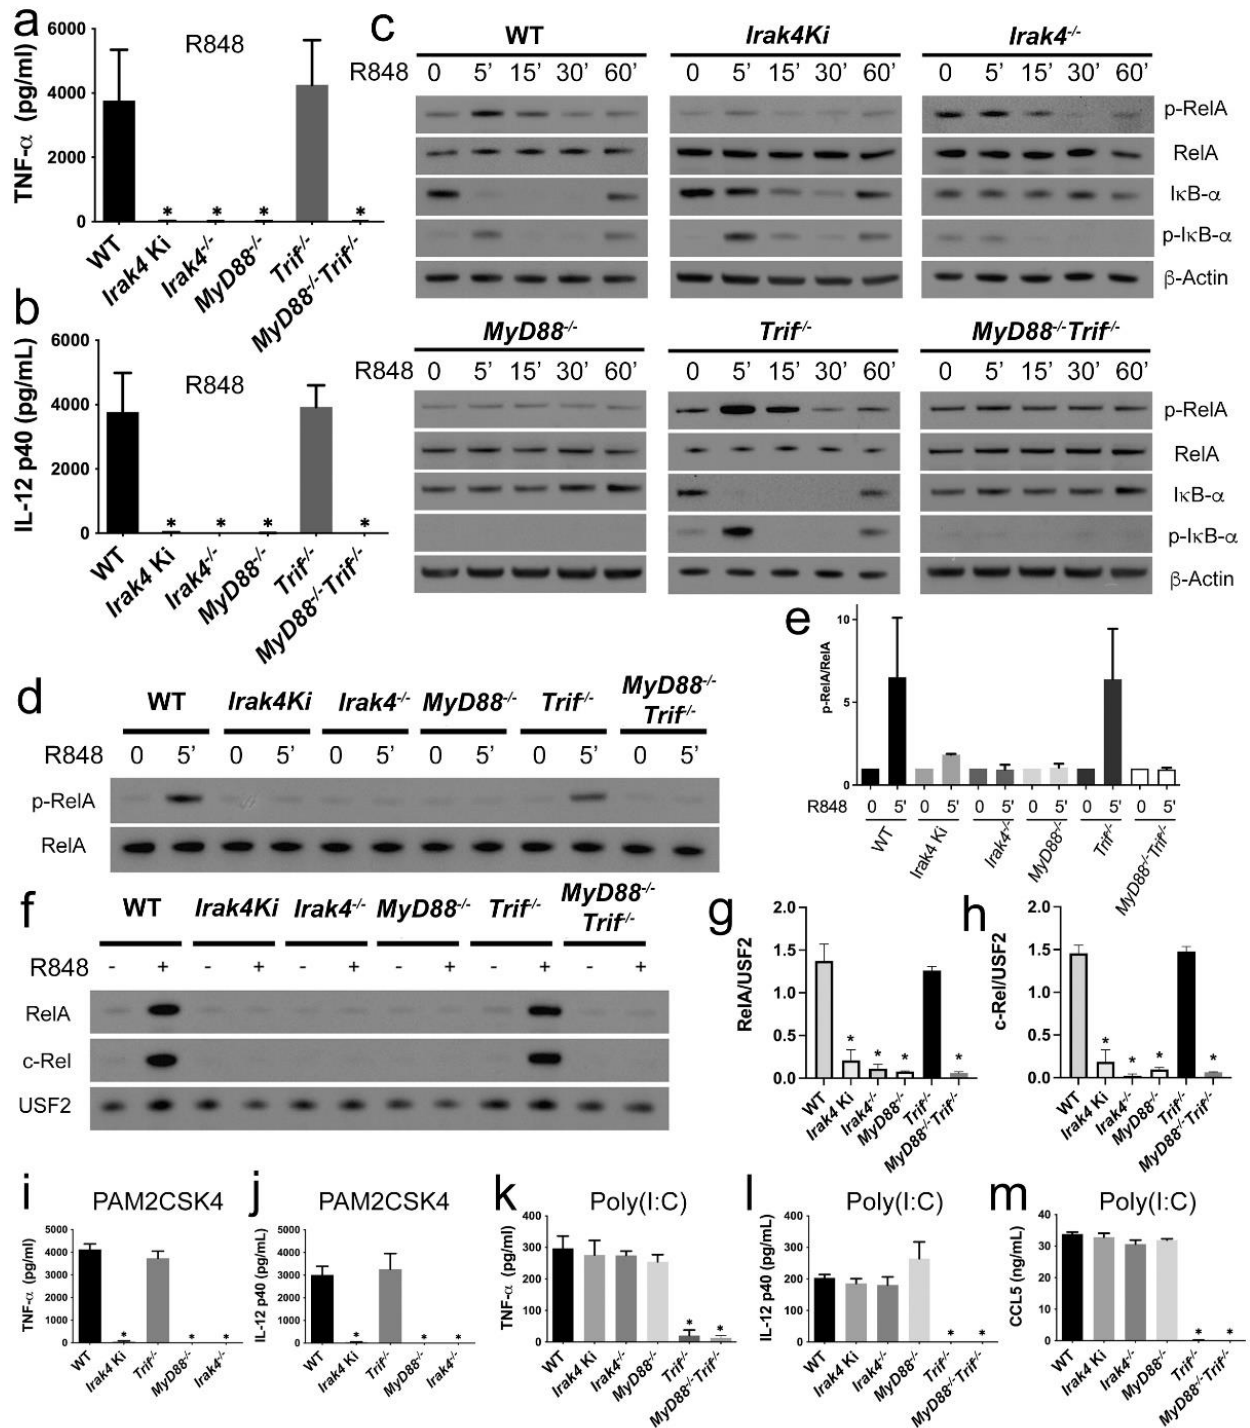 a
6000
4000
2000
0
TNF-α (pg/ml)
R848
* * * *
WT Irak4 Ki Irak4-/- MyD88-/- Trif-/- MyD88-/-Trif-/-
b
6000
4000
2000
0
IL-12 p40 (pg/mL)
R848
* * * *
WT Irak4 Ki Irak4-/- MyD88-/- Trif-/- MyD88-/-Trif-/-
c
WT Irak4Ki Irak4-/-
R848 0 5’ 15’ 30’ 60’ 0 5’ 15’ 30’ 60’ 0 5’ 15’ 30’ 60’
p-RelA
RelA
IκB-α
p-IκB-α
β-Actin
MyD88-/- Trif-/- MyD88-/-Trif-/-
R848 0 5’ 15’ 30’ 60’ 0 5’ 15’ 30’ 60’ 0 5’ 15’ 30’ 60’
p-RelA
RelA
IκB-α
p-IκB-α
β-Actin
d
WT Irak4Ki Irak4-/- MyD88-/- Trif-/- MyD88-/-
Trif-/-
R848 0 5’ 0 5’ 0 5’ 0 5’ 0 5’ 0 5’
p-RelA
RelA
e
10
5
0
p-RelA/RelA
R848 0 5' 0 5' 0 5' 0 5' 0 5' 0 5'
WT Irak4 Ki Irak4-/- MyD88-/- Trif-/- MyD88-/-Trif-/-
f
WT Irak4Ki Irak4-/- MyD88-/- Trif-/- MyD88-/-
Trif-/-
R848 - + - + - + - + - + - +
RelA
c-Rel
USF2
g
2.0
1.5
1.0
0.5
0.0
RelA/USF2
* * * *
WT Irak4 Ki Irak4-/- MyD88-/- Trif-/- MyD88-/-Trif-/-
h
2.0
1.5
1.0
0.5
0.0
c-Rel/USF2
* * * *
WT Irak4 Ki Irak4-/- MyD88-/- Trif-/- MyD88-/-Trif-/-
i
PAM2CSK4
5000
4000
3000
2000
1000
0
TNF-α (pg/ml)
* * *
WT Irak4 Ki Trif-/- MyD88-/- Irak4-/-
j
PAM2CSK4
5000
4000
3000
2000
1000
0
IL-12 p40 (pg/mL)
* * *
WT Irak4 Ki Trif-/- MyD88-/- Irak4-/-
k
Poly(I:C)
400
300
200
100
0
TNF-α (pg/ml)
* *
WT Irak4 Ki Irak4-/- MyD88-/- Trif-/- MyD88-/-Trif-/-
l
Poly(I:C)
400
300
200
100
0
IL-12 p40 (pg/mL)
* *
WT Irak4 Ki Irak4-/- MyD88-/- Trif-/- MyD88-/-Trif-/-
m
Poly(I:C)
40
30
20
10
0
CCL5 (ng/mL)
* *
WT Irak4 Ki Irak4-/- MyD88-/- Trif-/- MyD88-/-Trif-/-